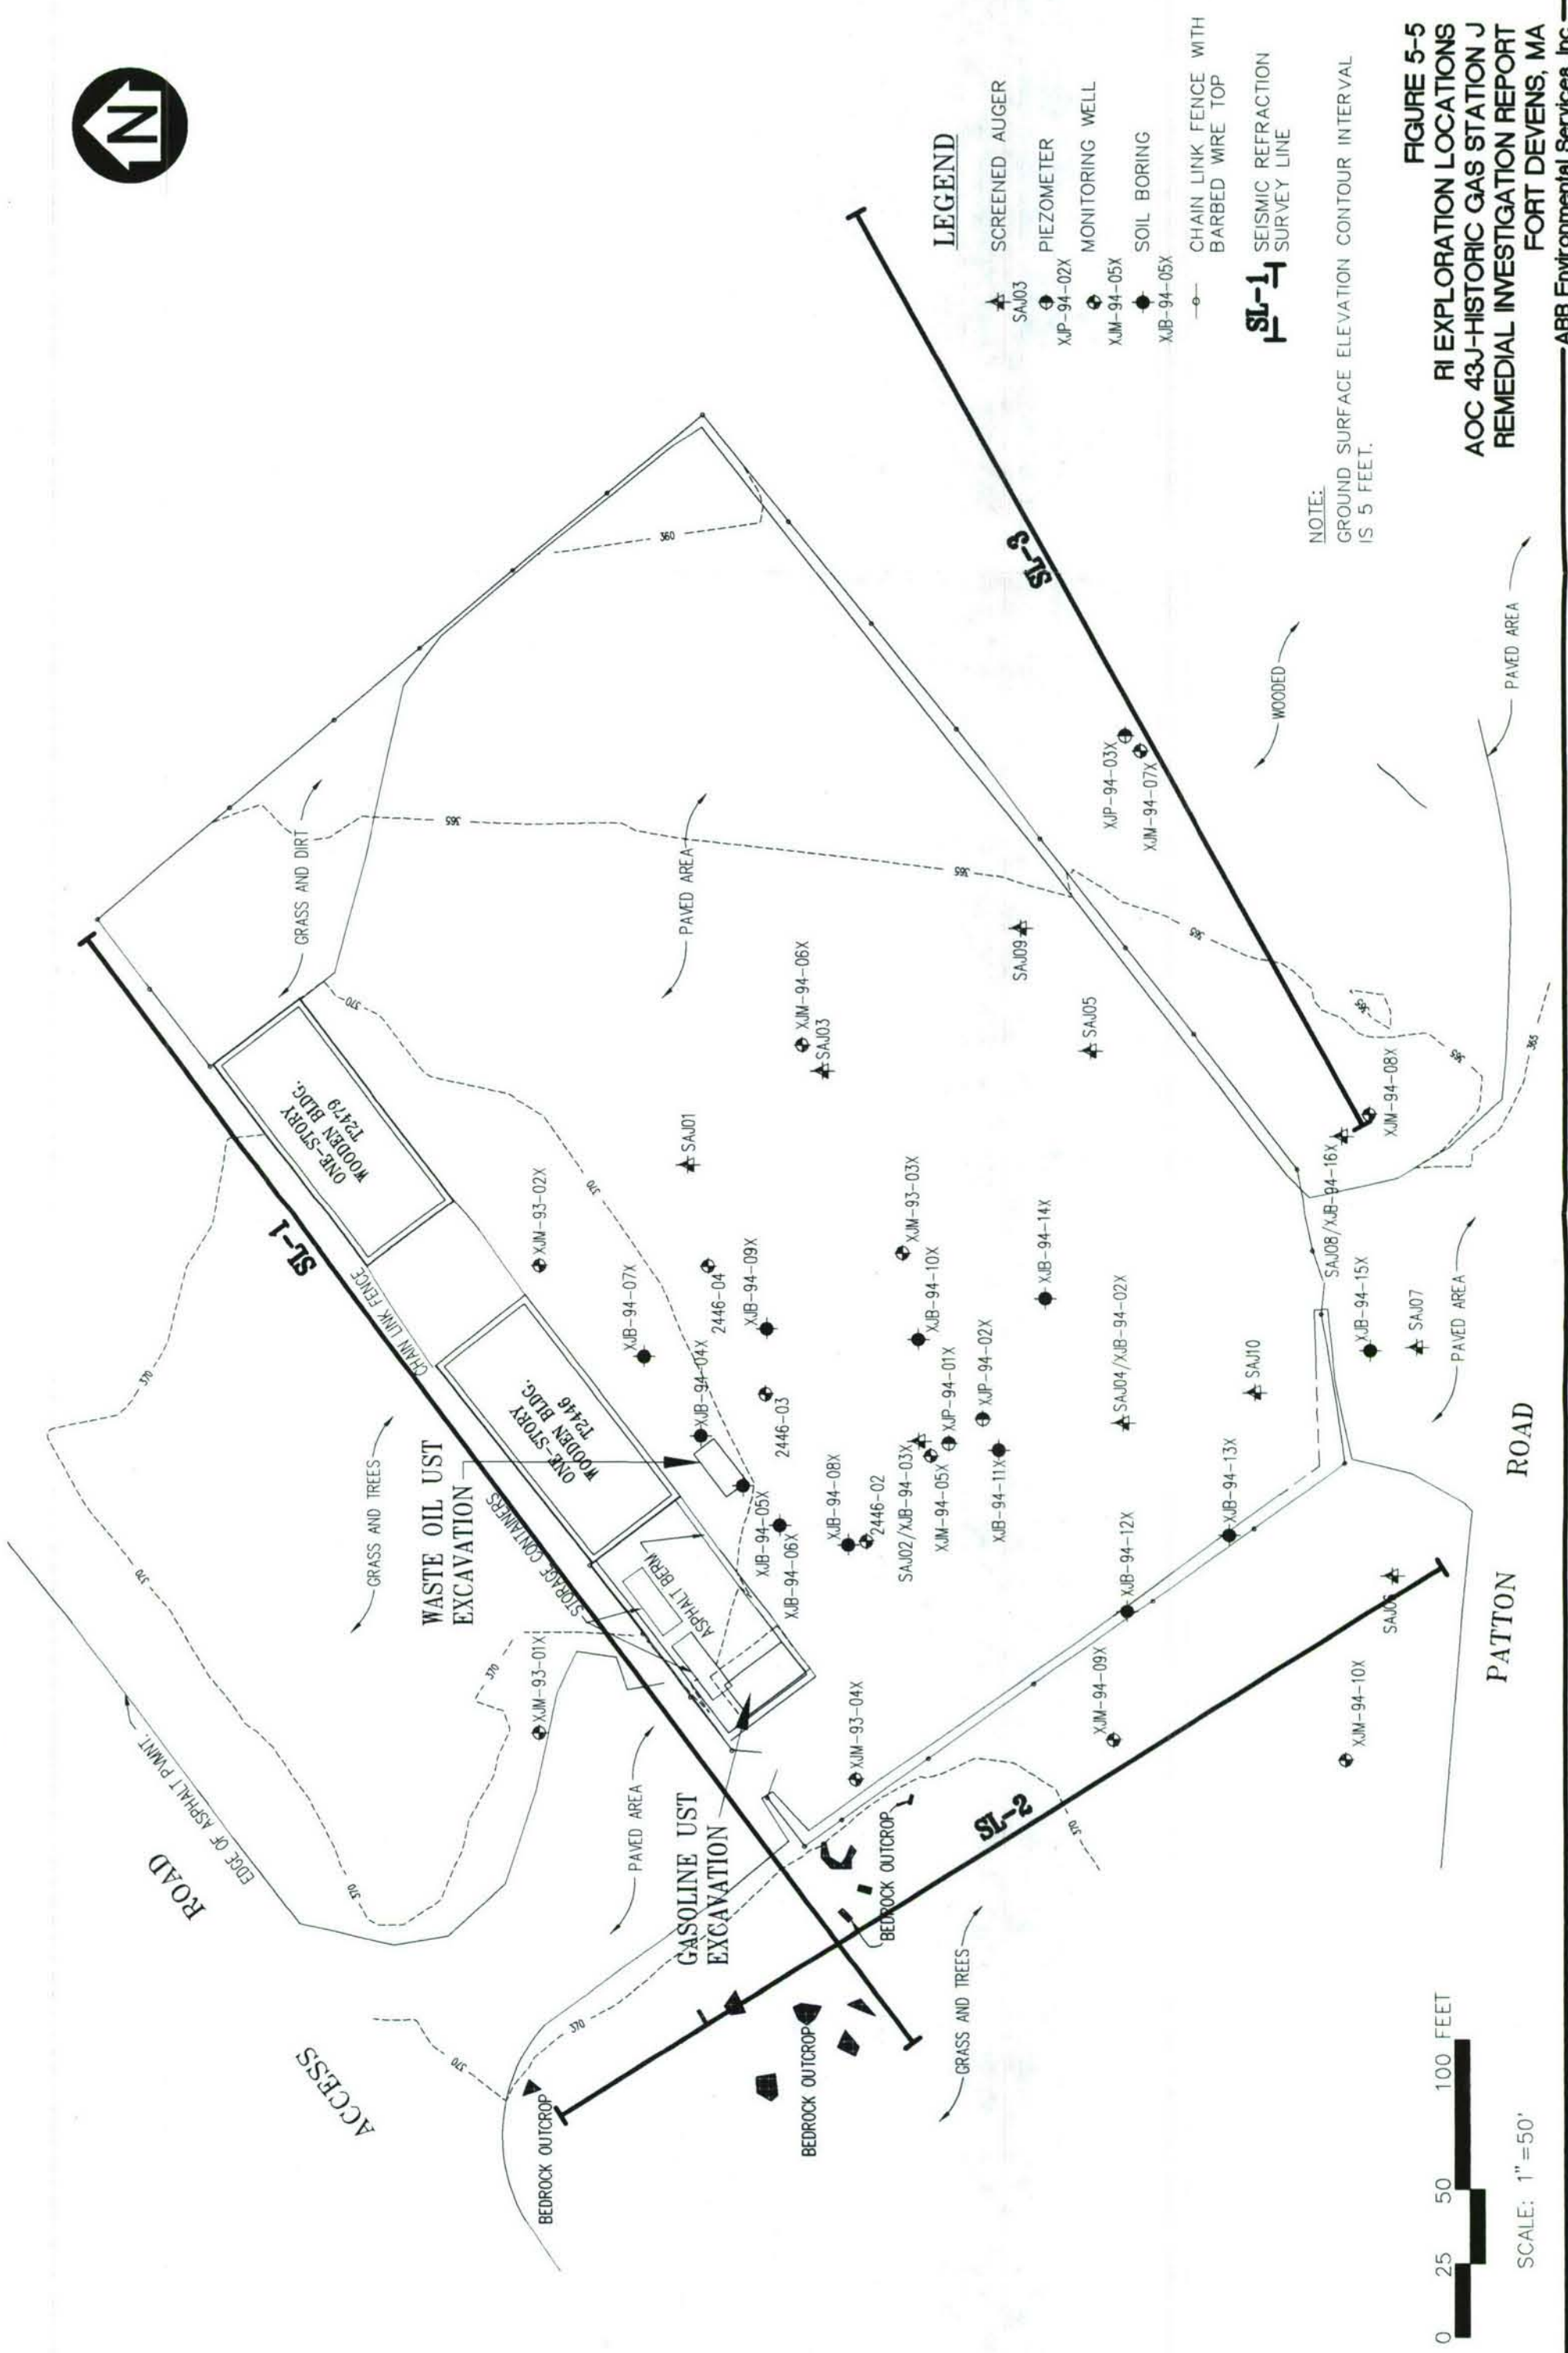 N
ROAD
ACCESS
EDGE OF ASPHALT PVMNT.
370
370
370
370
370
370
370
370
370
370
365
365
365
365
365
360
GRASS AND TREES
GRASS AND DIRT
PAVED AREA
PAVED AREA
WASTE OIL UST
EXCAVATION
GASOLINE UST
EXCAVATION
CHAIN LINK FENCE
STORAGE CONTAINERS
ASPHALT BERM
ONE-STORY
WOODEN BLDG.
T2446
ONE-STORY
WOODEN BLDG.
T2479
SL-1
SL-2
SL-3
BEDROCK OUTCROP
BEDROCK OUTCROP
BEDROCK OUTCROP
GRASS AND TREES
XJM-93-01X
XJM-93-02X
XJB-94-07X
XJB-94-04X
2446-04
XJB-94-09X
2446-03
XJB-94-05X
XJB-94-06X
XJB-94-08X
2446-02
SAJ01
XJM-94-06X
SAJ03
XJM-93-03X
XJB-94-10X
XJP-94-01X
XJP-94-02X
SAJ02/XJB-94-03X
XJM-94-05X
XJB-94-11X
XJB-94-14X
SAJ04/XJB-94-02X
SAJ09
SAJ05
XJP-94-03X
XJM-94-07X
XJM-93-04X
XJM-94-09X
XJB-94-12X
XJB-94-13X
SAJ10
SAJ08/XJB-94-16X
XJM-94-08X
XJB-94-15X
SAJ07
XJM-94-10X
PAVED AREA
PAVED AREA
WOODED
PATTON
ROAD
LEGEND
SAJ03
SCREENED AUGER
XJP-94-02X
PIEZOMETER
XJM-94-05X
MONITORING WELL
XJB-94-05X
SOIL BORING
CHAIN LINK FENCE WITH
BARBED WIRE TOP
SL-1
SEISMIC REFRACTION
SURVEY LINE
NOTE:
GROUND SURFACE ELEVATION CONTOUR INTERVAL
IS 5 FEET.
0 25 50 100 FEET
SCALE: 1"=50'
FIGURE 5-5
RI EXPLORATION LOCATIONS
AOC 43J-HISTORIC GAS STATION J
REMEDIAL INVESTIGATION REPORT
FORT DEVENS, MA
ABB Environmental Services, Inc.